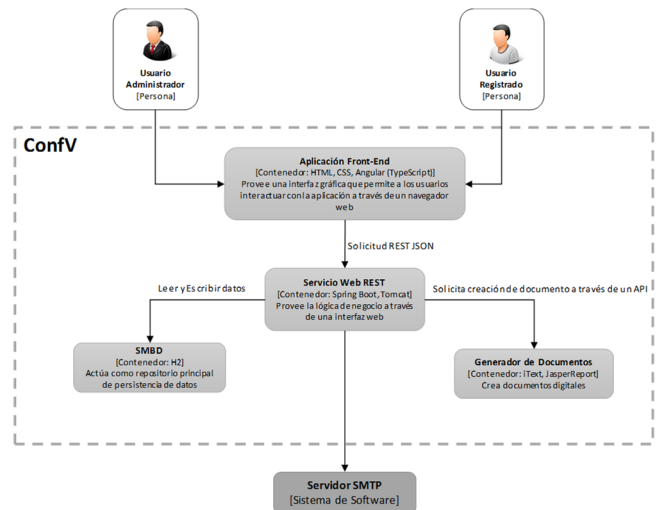 Usuario
Administrador
[Persona]
Usuario
Registrado
[Persona]
ConfV
Aplicación Front-End
[Contenedor: HTML, CSS, Angular (TypeScript)]
Provee una interfaz gráfica que permite a los usuarios
interactuar con la aplicación a través de un navegador
web
Solicitud REST JSON
Servicio Web REST
[Contenedor: Spring Boot, Tomcat]
Provee la lógica de negocio a través
de una interfaz web
Leer y Escribir datos
Solicita creación de documento a través de un API
SMBD
[Contenedor: H2]
Actúa como repositorio principal
de persistencia de datos
Generador de Documentos
[Contenedor: iText, JasperReport]
Crea documentos digitales
Servidor SMTP
[Sistema de Software]